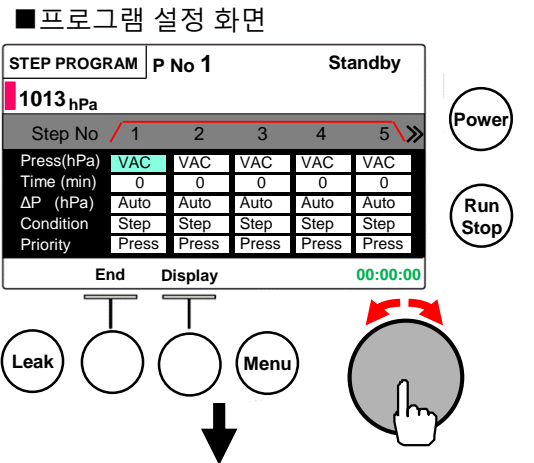 ■프로그램 설정 화면
STEP PROGRAM P No 1 Standby
1013 hPa
Step No 1 2 3 4 5
Press(hPa) VAC VAC VAC VAC VAC
Time (min) 0 0 0 0 0
ΔP (hPa) Auto Auto Auto Auto Auto
Condition Step Step Step Step Step
Priority Press Press Press Press Press
End Display 00:00:00
Power
Run
Stop
Leak
Menu